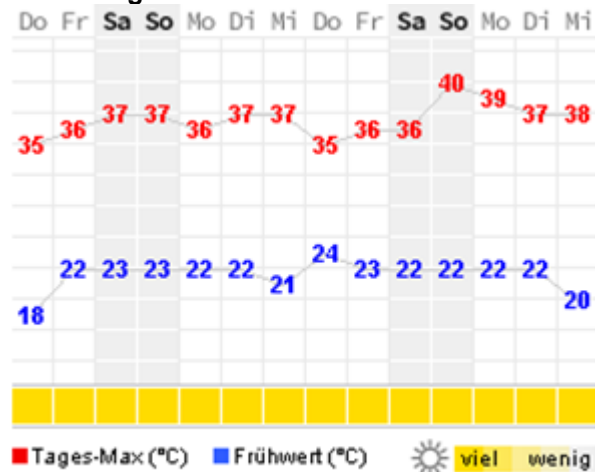 Do Fr Sa So Mo Di Mi Do Fr Sa So Mo Di Mi
35 36 37 37 36 37 37 35 36 36 40 39 37 38
18 22 23 23 22 22 21 24 23 22 22 22 22 20
Tages-Max (°C) Frühwert (°C) viel wenig